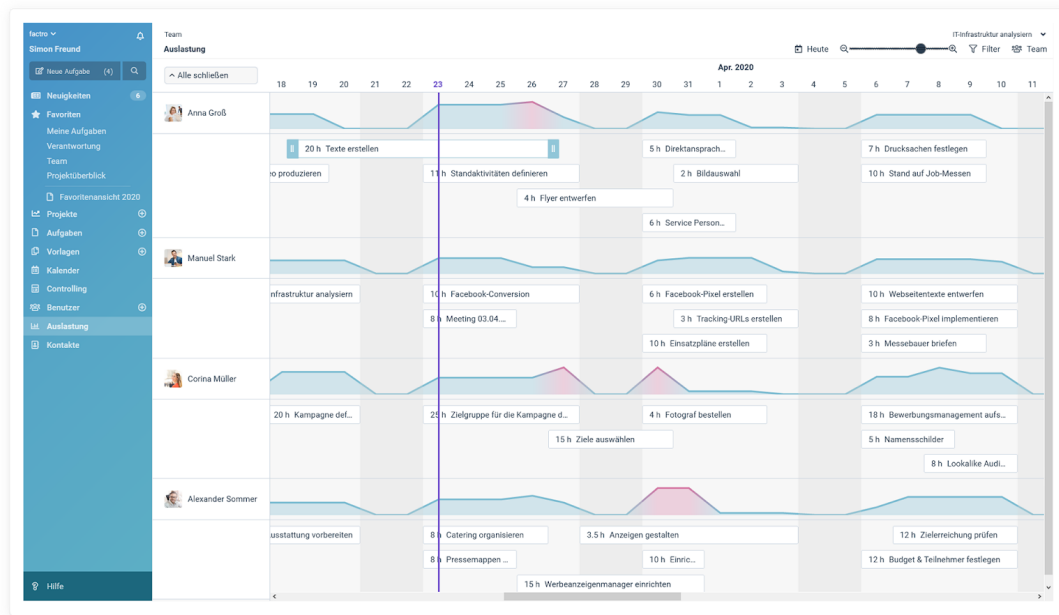 factro
Simon Freund
Neue Aufgabe (4)
Neuigkeiten 6
Favoriten
Meine Aufgaben
Verantwortung
Team
Projektüberblick
Favoritenansicht 2020
Projekte
Aufgaben
Vorlagen
Kalender
Controlling
Benutzer
Auslastung
Kontakte
Hilfe
Team
Auslastung
IT-Infrastruktur analysieren
Heute
Filter
Team
Alle schließen
Apr. 2020
18 19 20 21 22 23 24 25 26 27 28 29 30 31 1 2 3 4 5 6 7 8 9 10 11
Anna Groß
20 h Texte erstellen
5 h Direktansprach...
7 h Drucksachen festlegen
eo produzieren
11 h Standaktivitäten definieren
2 h Bildauswahl
10 h Stand auf Job-Messen
4 h Flyer entwerfen
6 h Service Person...
Manuel Stark
nfrastruktur analysiern
10 h Facebook-Conversion
6 h Facebook-Pixel erstellen
10 h Webseitentexte entwerfen
8 h Meeting 03.04....
3 h Tracking-URLs erstellen
8 h Facebook-Pixel implementieren
10 h Einsatzpläne erstellen
3 h Messebauer briefen
Corina Müller
20 h Kampagne def...
25 h Zielgruppe für die Kampagne d...
4 h Fotograf bestellen
18 h Bewerbungsmanagement aufs...
15 h Ziele auswählen
5 h Namensschilder
8 h Lookalike Audi...
Alexander Sommer
usstattung vorbereiten
8 h Catering organisieren
3.5 h Anzeigen gestalten
12 h Zielerreichung prüfen
8 h Pressemappen ...
10 h Einric...
12 h Budget & Teilnehmer festlegen
15 h Werbeanzeigenmanager einrichten